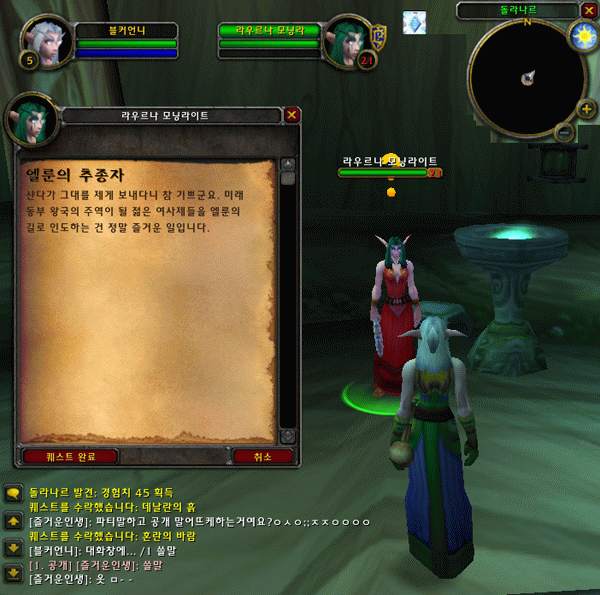 블커언니
5
라우르나 모닝라
21
돌라나르
N
라우르나 모닝라이트
엘룬의 추종자
샨다가 그대를 제게 보내다니 참 기쁘군요. 미래
동부 왕국의 주역이 될 젊은 여사제들을 엘룬의
길로 인도하는 건 정말 즐거운 일입니다.
라우르나 모닝라이트
21
퀘스트 완료
취소
돌라나르 발견: 경험치 45 획득
퀘스트를 수락했습니다: 데날란의 흙
[즐거운인생]: 파티말하고 공개 말어뜨케하는거여요?ㅇㅅㅇ;;ㅈㅈㅇㅇㅇㅇ
퀘스트를 수락했습니다: 혼란의 바람
[블커언니]: 대화창에... /1 쓸말
[1. 공개] [즐거운인생]: 쓸말
[즐거운인생]: 옷 ㅁ- -